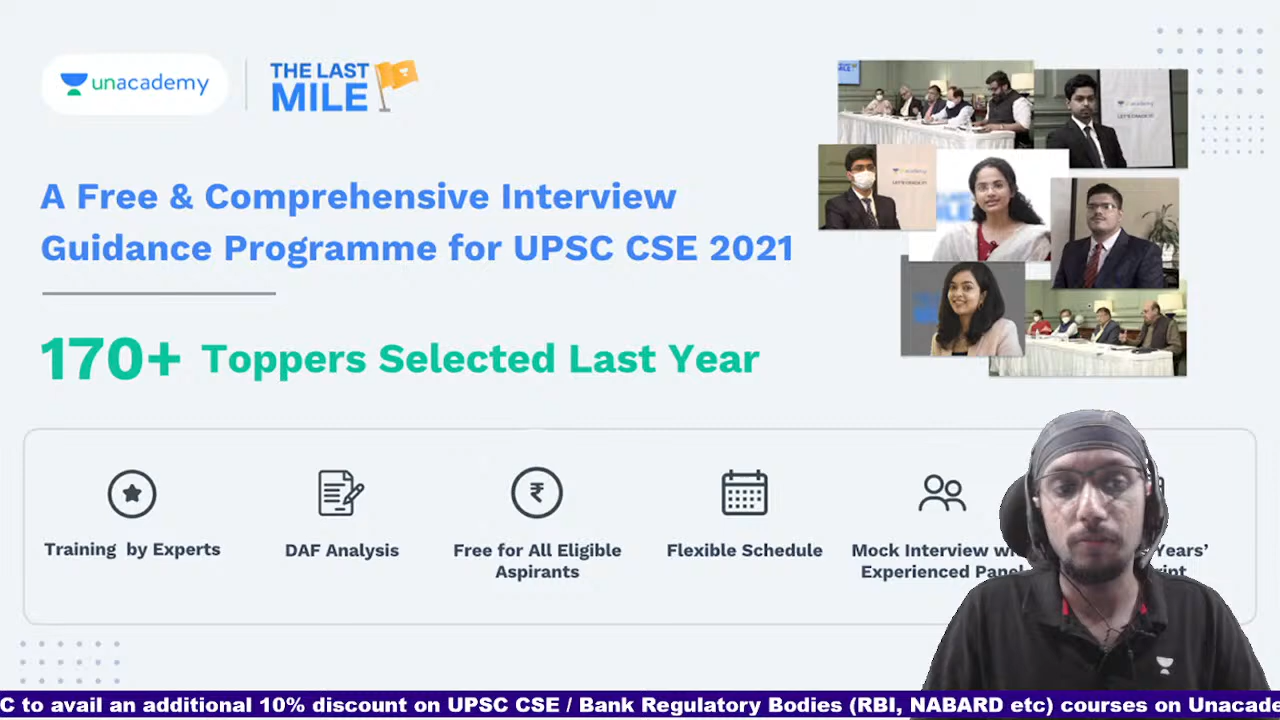 unacademy
THE LAST
MILE
A Free & Comprehensive Interview
Guidance Programme for UPSC CSE 2021
170+ Toppers Selected Last Year
Training by Experts
DAF Analysis
Free for All Eligible
Aspirants
Flexible Schedule
Mock Interview
Experienced
Years'
C to avail an additional 10% discount on UPSC CSE / Bank Regulatory Bodies (RBI, NABARD etc) courses on